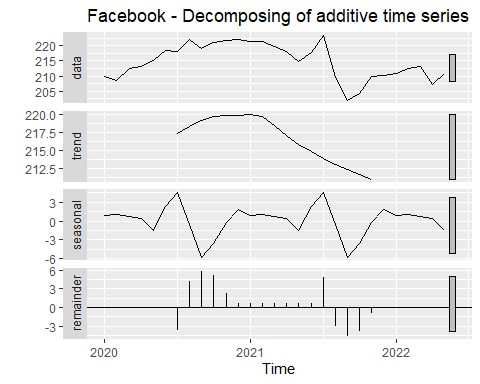 Facebook - Decomposing of additive time series
data
220
215
210
205
trend
220.0
217.5
215.0
212.5
seasonal
3
0
-3
-6
remainder
6
3
0
-3
2020 2021 2022
Time